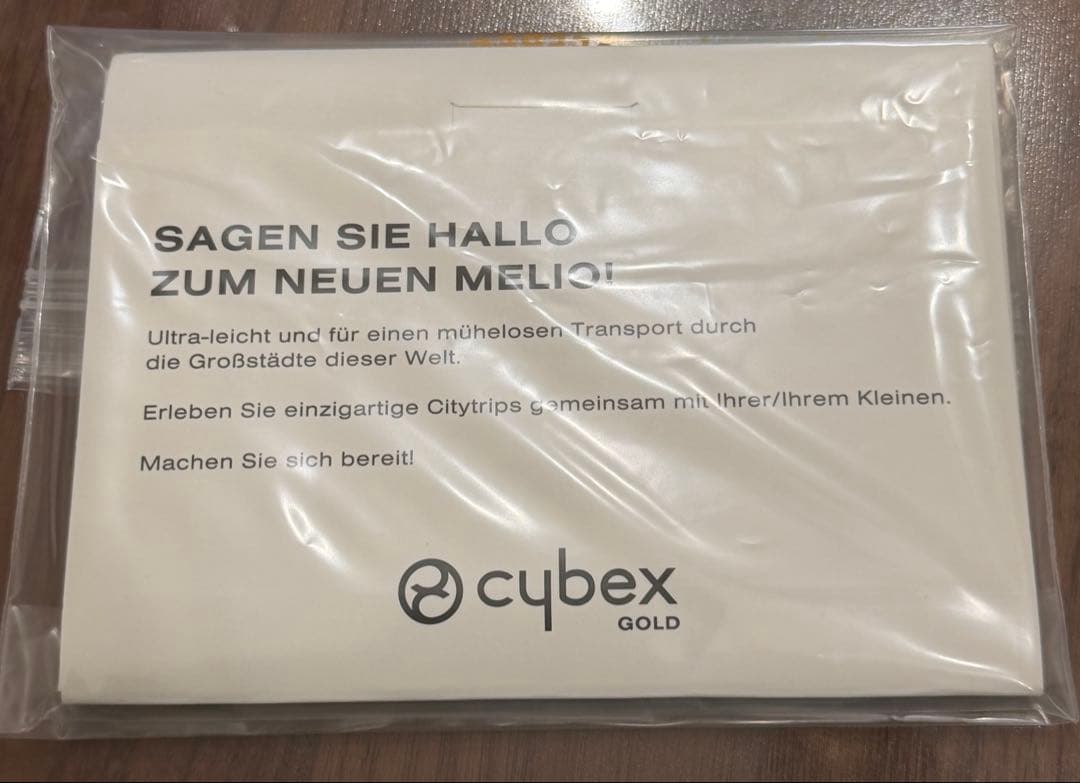 SAGEN SIE HALLO
ZUM NEUEN MELIO!
Ultra-leicht und für einen mühelosen Transport durch
die Großstädte dieser Welt.
Erleben Sie einzigartige Citytrips gemeinsam mit Ihrer/Ihrem Kleinen.
Machen Sie sich bereit!
cybex
GOLD